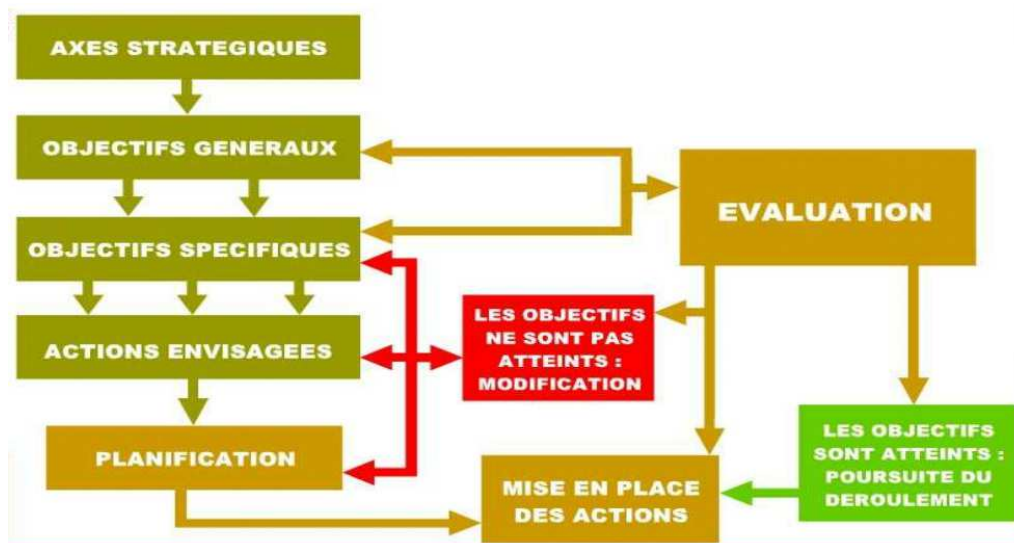 AXES STRATEGIQUES
OBJECTIFS GENERAUX
OBJECTIFS SPECIFIQUES
ACTIONS ENVISAGEES
PLANIFICATION
EVALUATION
LES OBJECTIFS
NE SONT PAS
ATTEINTS :
MODIFICATION
MISE EN PLACE
DES ACTIONS
LES OBJECTIFS
SONT ATTEINTS :
POURSUITE DU
DEROULEMENT